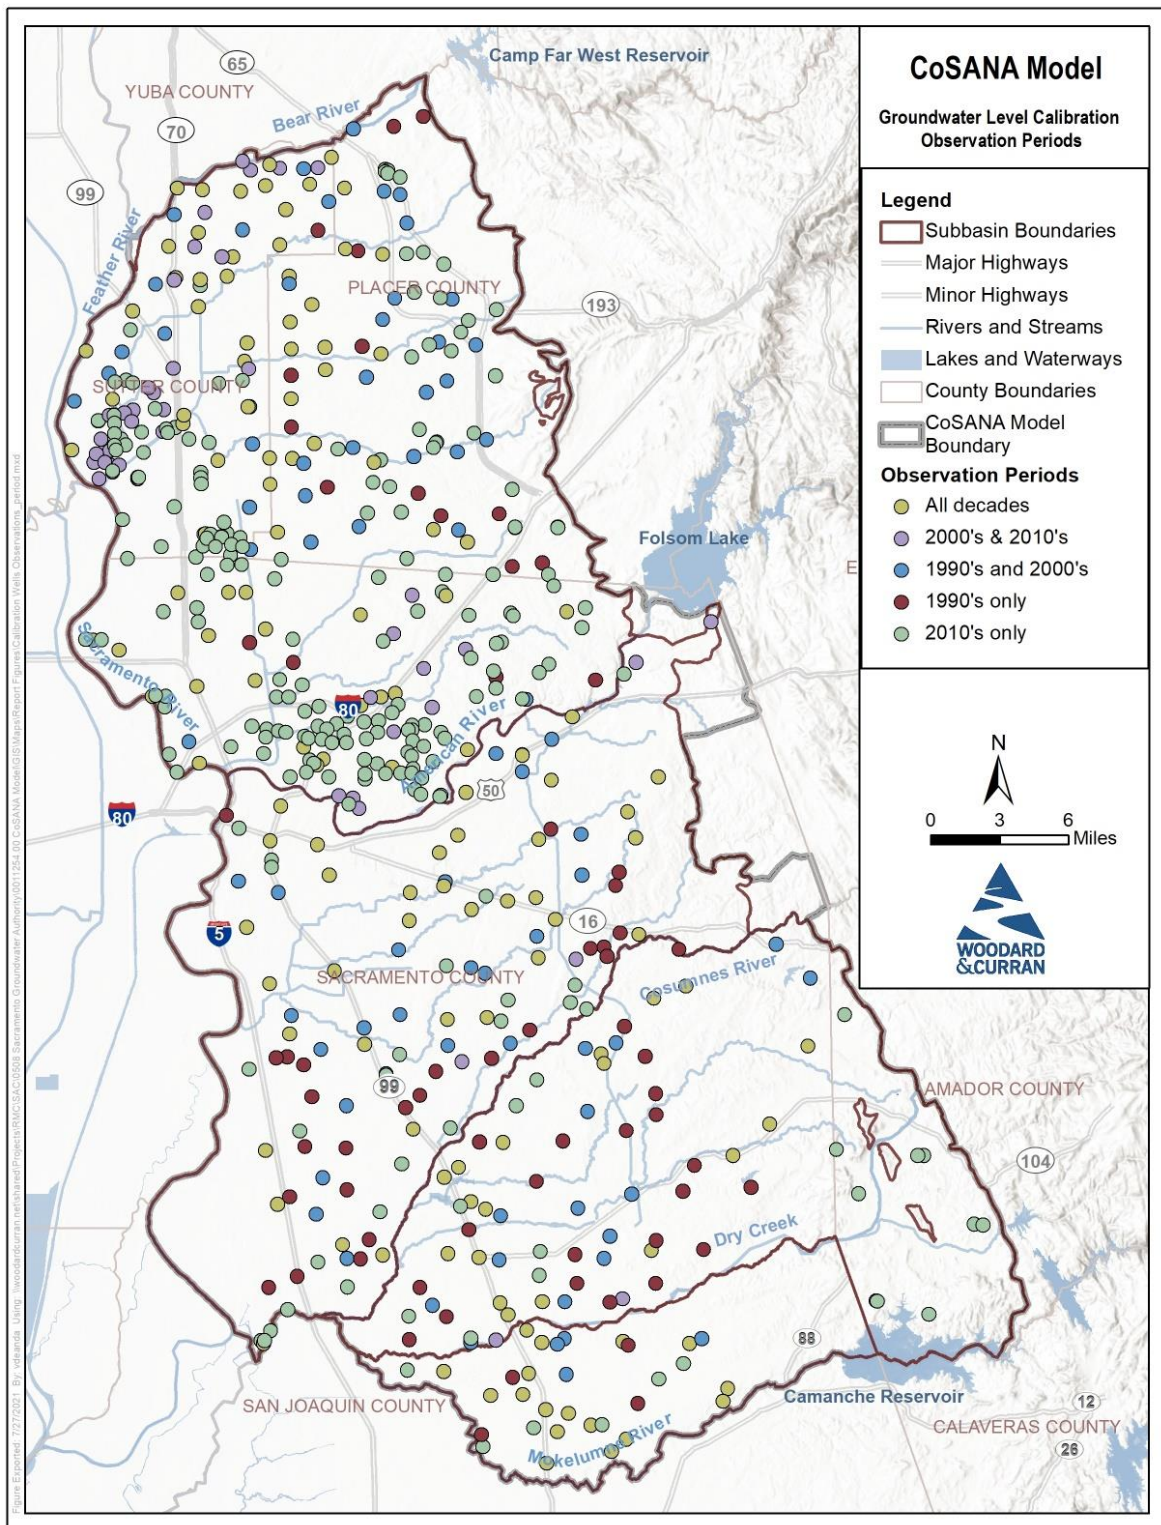 CoSANA Model
Groundwater Level Calibration
Observation Periods
Legend
Subbasin Boundaries
Major Highways
Minor Highways
Rivers and Streams
Lakes and Waterways
County Boundaries
CoSANA Model
Boundary
Observation Periods
All decades
2000's & 2010's
1990's and 2000's
1990's only
2010's only
N
0 3 6
Miles
WOODARD
&CURRAN
Camp Far West Reservoir
65
YUBA COUNTY
Bear River
70
99
Feather River
PLACER COUNTY
193
SUTTER COUNTY
Folsom Lake
E
Sacramento River
80
American River
50
80
16
5
SACRAMENTO COUNTY
Cosumnes River
99
AMADOR COUNTY
104
Dry Creek
88
Camanche Reservoir
SAN JOAQUIN COUNTY
12
CALAVERAS COUNTY
Mokelumne River
26